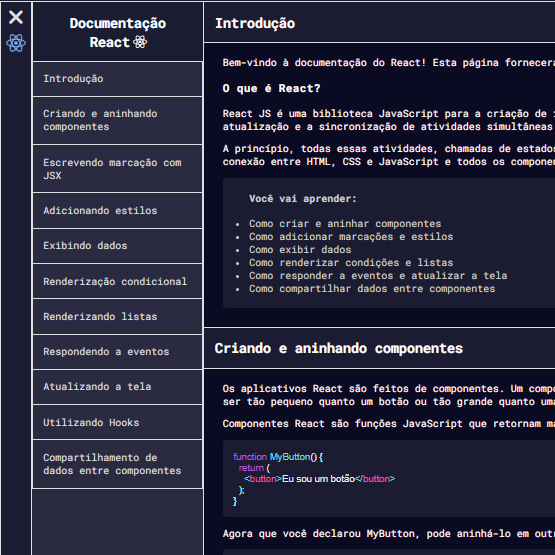 Documentação
React
Introdução
Criando e aninhando
componentes
Escrevendo marcação com
JSX
Adicionando estilos
Exibindo dados
Renderização condicional
Renderizando listas
Respondendo a eventos
Atualizando a tela
Utilizando Hooks
Compartilhamento de
dados entre componentes
Introdução
Bem-vindo à documentação do React! Esta página fornecer
O que é React?
React JS é uma biblioteca JavaScript para a criação de
atualização e a sincronização de atividades simultâneas
A princípio, todas essas atividades, chamadas de estados
conexão entre HTML, CSS e JavaScript e todos os compone
Você vai aprender:
• Como criar e aninhar componentes
• Como adicionar marcações e estilos
• Como exibir dados
• Como renderizar condições e listas
• Como responder a eventos e atualizar a tela
• Como compartilhar dados entre componentes
Criando e aninhando componentes
Os aplicativos React são feitos de componentes. Um compo
ser tão pequeno quanto um botão ou tão grande quanto uma
Componentes React são funções JavaScript que retornam ma
function MyButton() {
return (
<button>Eu sou um botão</button>
);
}
Agora que você declarou MyButton, pode aninhá-lo em outr